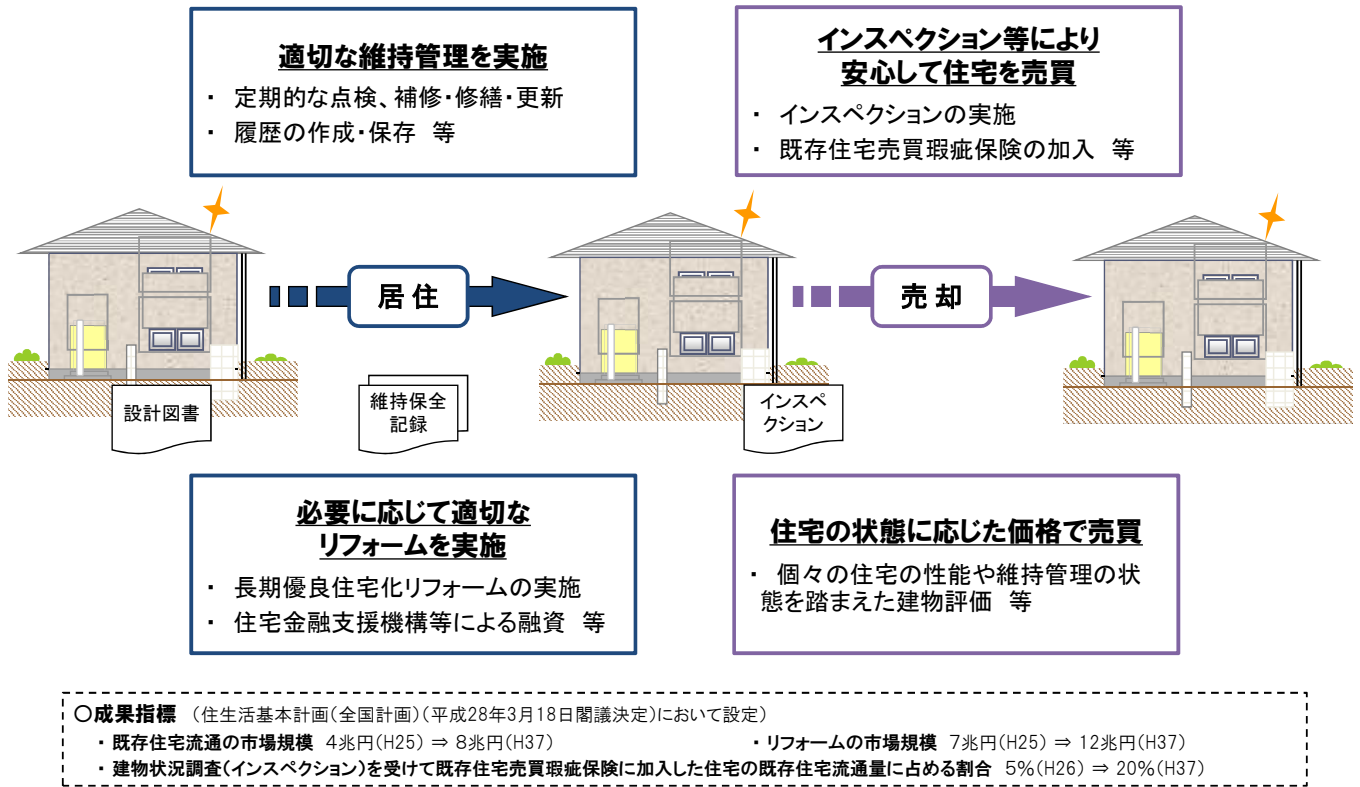 適切な維持管理を実施
・ 定期的な点検、補修・修繕・更新
・ 履歴の作成・保存 等
インスペクション等により
安心して住宅を売買
・ インスペクションの実施
・ 既存住宅売買瑕疵保険の加入 等
居住
売却
設計図書
維持保全
記録
インスペ
クション
必要に応じて適切な
リフォームを実施
・ 長期優良住宅化リフォームの実施
・ 住宅金融支援機構等による融資 等
住宅の状態に応じた価格で売買
・ 個々の住宅の性能や維持管理の状
態を踏まえた建物評価 等
○成果指標 (住生活基本計画(全国計画)(平成28年3月18日閣議決定)において設定)
・既存住宅流通の市場規模 4兆円(H25) ⇒ 8兆円(H37) ・リフォームの市場規模 7兆円(H25) ⇒ 12兆円(H37)
・建物状況調査(インスペクション)を受けて既存住宅売買瑕疵保険に加入した住宅の既存住宅流通量に占める割合 5%(H26) ⇒ 20%(H37)